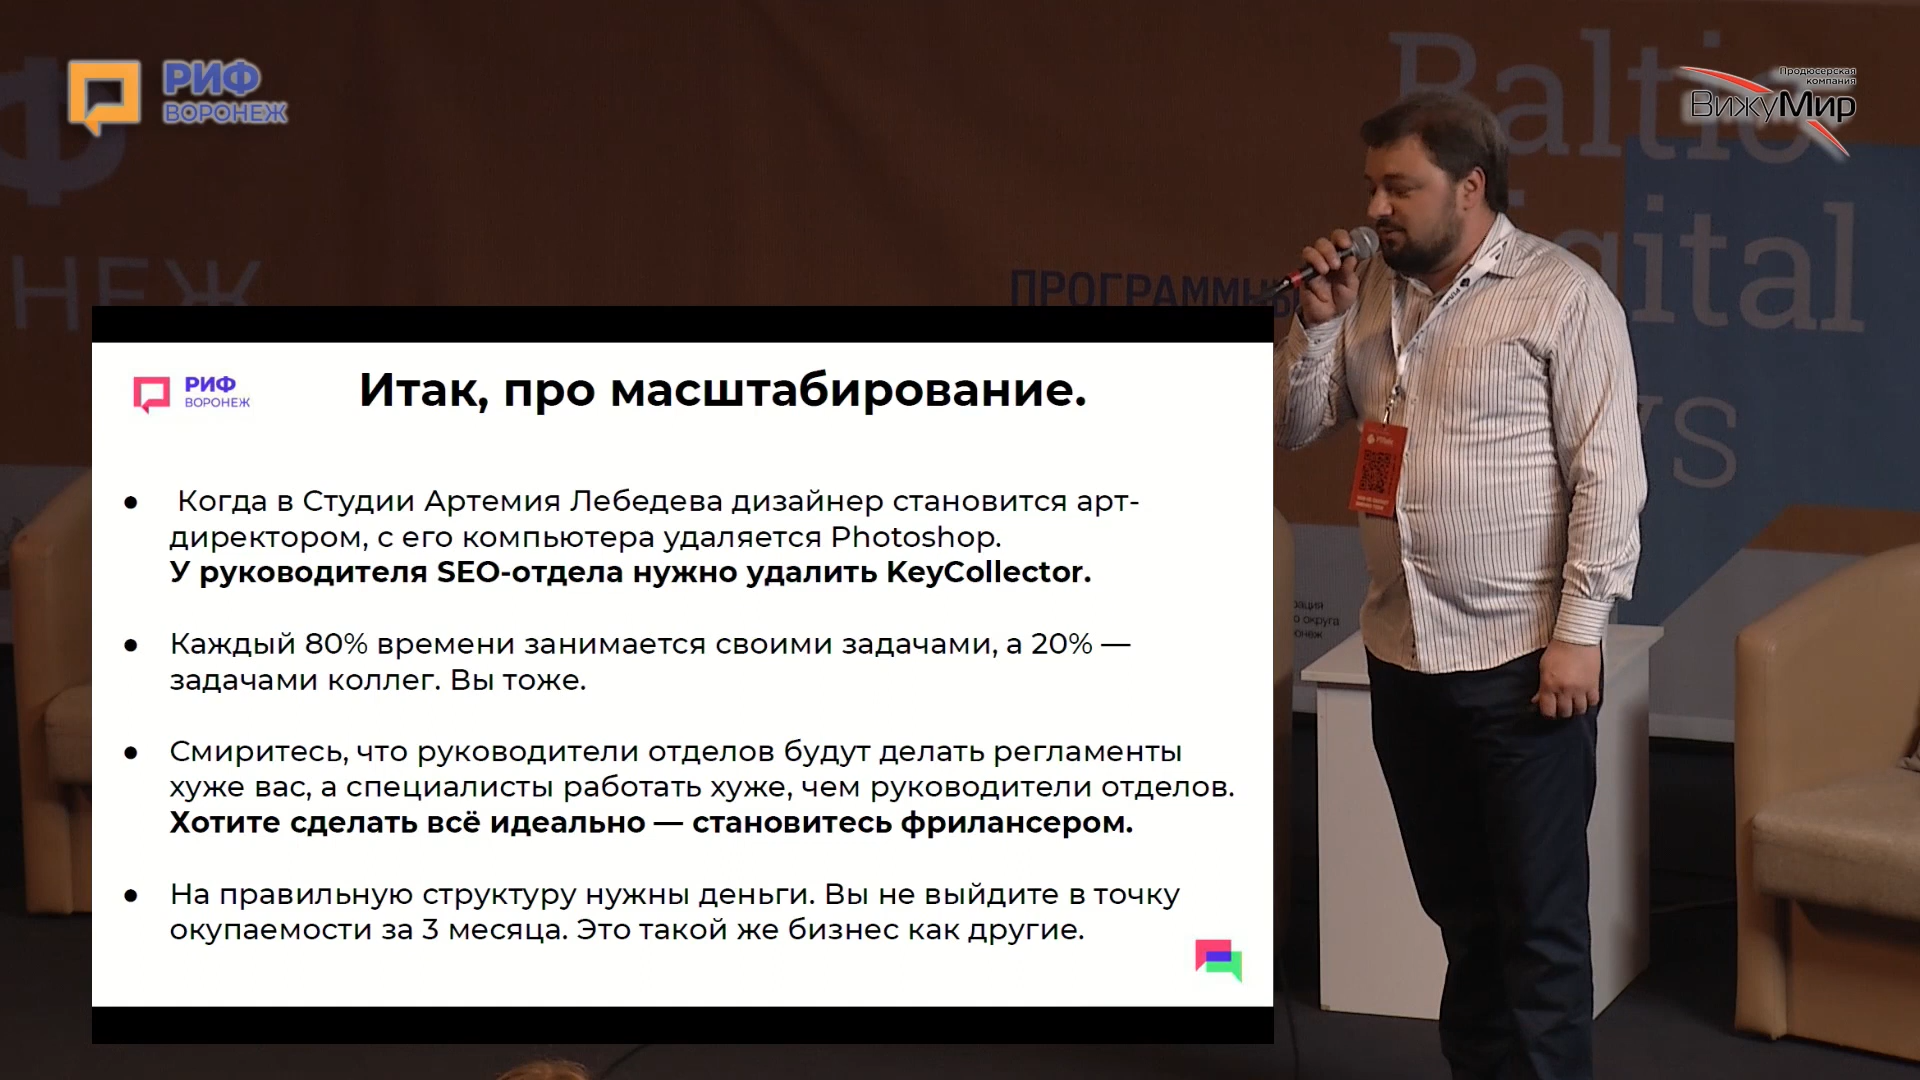 РИФ
ВОРОНЕЖ
Продюсерская
компания
ВижуМир
Baltic
Digital
НЕЖ
ПРОГРАММНЫ
РИФ
ВОРОНЕЖ
Итак, про масштабирование.
● Когда в Студии Артемия Лебедева дизайнер становится арт-
директором, с его компьютера удаляется Photoshop.
У руководителя SEO-отдела нужно удалить KeyCollector.
● Каждый 80% времени занимается своими задачами, а 20% —
задачами коллег. Вы тоже.
● Смиритесь, что руководители отделов будут делать регламенты
хуже вас, а специалисты работать хуже, чем руководители отделов.
Хотите сделать всё идеально — становитесь фрилансером.
● На правильную структуру нужны деньги. Вы не выйдите в точку
окупаемости за 3 месяца. Это такой же бизнес как другие.